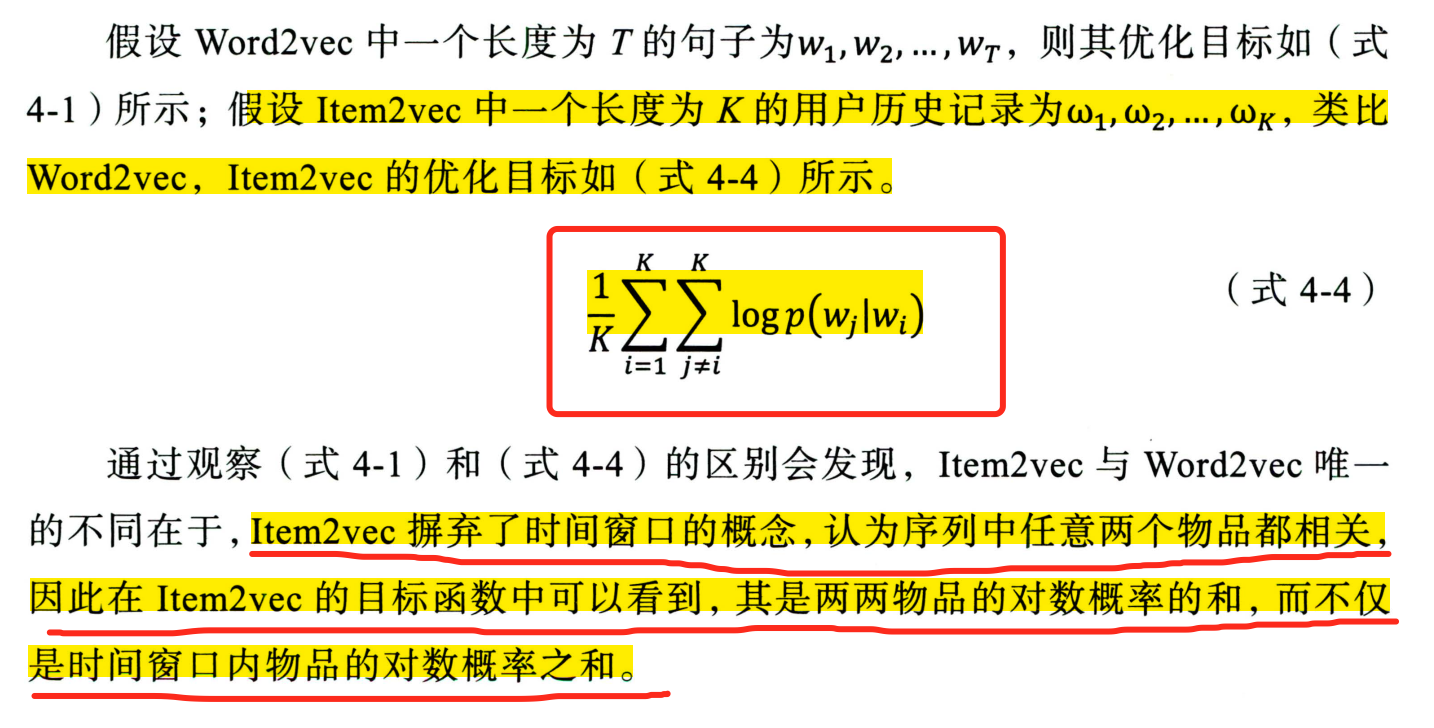 假设 Word2vec 中一个长度为 T 的句子为w₁, w₂, …, w_T，则其优化目标如（式
4-1）所示；假设 Item2vec 中一个长度为 K 的用户历史记录为ω₁, ω₂, …, ω_K，类比
Word2vec，Item2vec 的优化目标如（式 4-4）所示。
\frac{1}{K}\sum_{i=1}^{K}\sum_{j≠i}^{K} log p(w_j|w_i) （式 4-4）
通过观察（式 4-1）和（式 4-4）的区别会发现，Item2vec 与 Word2vec 唯一
的不同在于，Item2vec 摒弃了时间窗口的概念，认为序列中任意两个物品都相关，
因此在 Item2vec 的目标函数中可以看到，其是两两物品的对数概率的和，而不仅
是时间窗口内物品的对数概率之和。